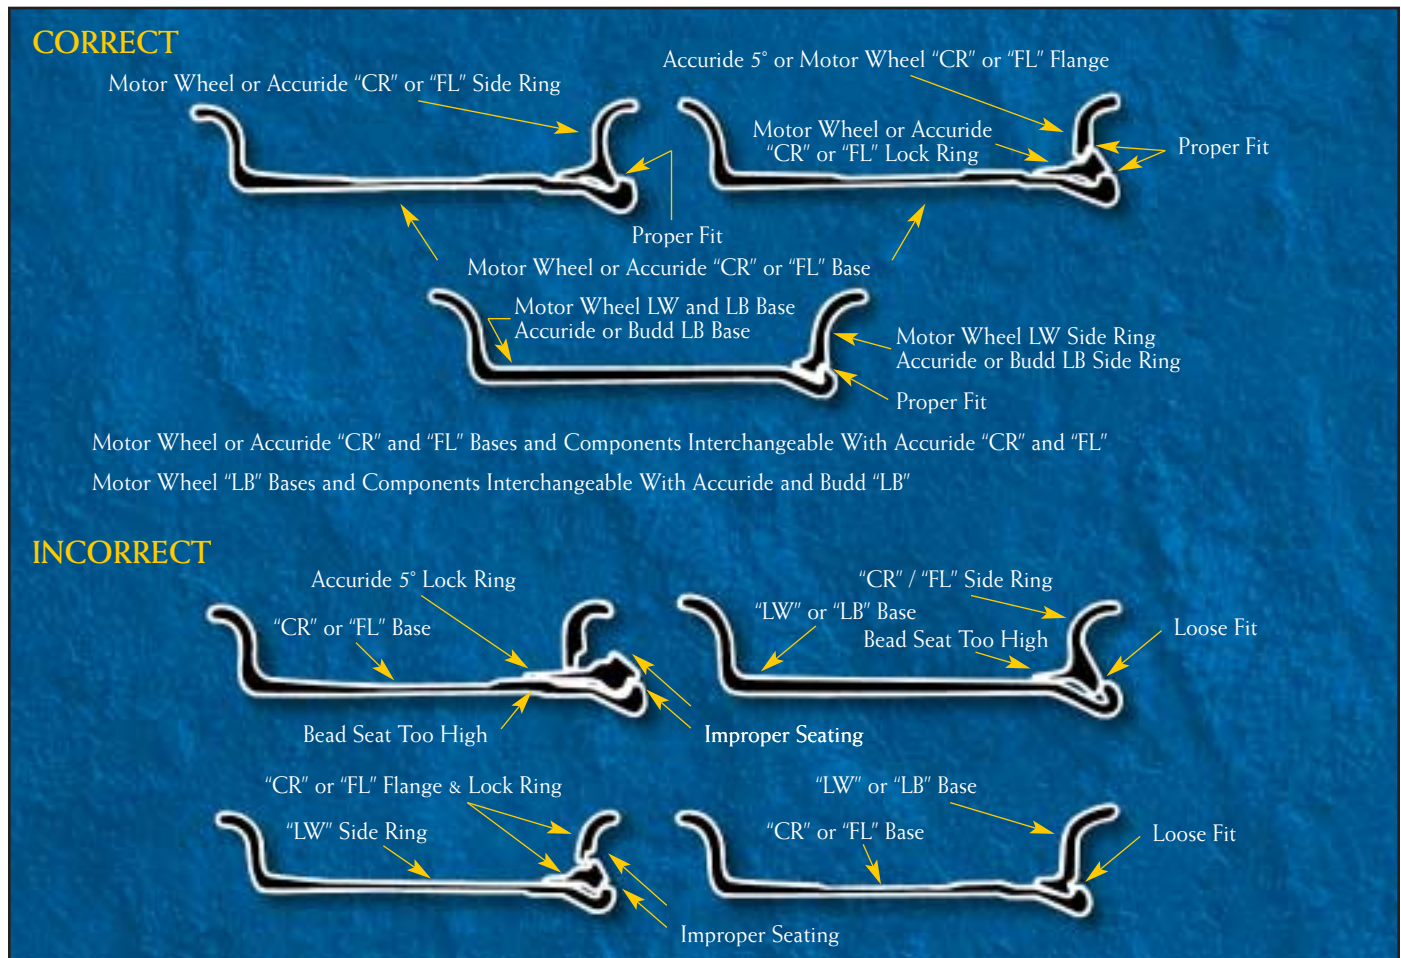 CORRECT
Motor Wheel or Accuride “CR” or “FL” Side Ring
Accuride 5° or Motor Wheel “CR” or “FL” Flange
Motor Wheel or Accuride
“CR” or “FL” Lock Ring
Proper Fit
Proper Fit
Motor Wheel or Accuride “CR” or “FL” Base
Motor Wheel LW and LB Base
Accuride or Budd LB Base
Motor Wheel LW Side Ring
Accuride or Budd LB Side Ring
Proper Fit
Motor Wheel or Accuride “CR” and “FL” Bases and Components Interchangeable With Accuride “CR” and “FL”
Motor Wheel “LB” Bases and Components Interchangeable With Accuride and Budd “LB”
INCORRECT
Accuride 5° Lock Ring
“CR” or “FL” Base
Bead Seat Too High
Improper Seating
“CR” / “FL” Side Ring
“LW” or “LB” Base
Bead Seat Too High
Loose Fit
“CR” or “FL” Flange & Lock Ring
“LW” Side Ring
Improper Seating
“LW” or “LB” Base
“CR” or “FL” Base
Loose Fit